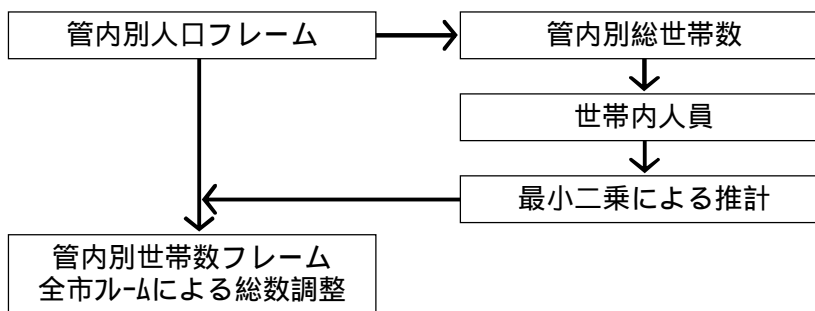 管内別人口フレーム
管内別総世帯数
世帯内人員
最小二乗による推計
管内別世帯数フレーム
全市ﾌﾚｰﾑによる総数調整